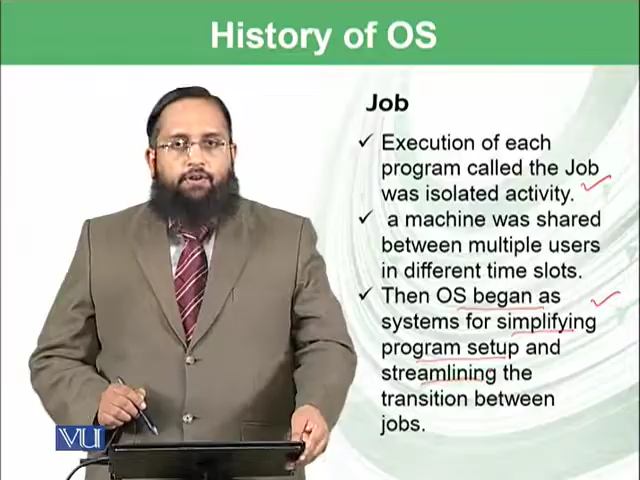 History of OS
Job
✓ Execution of each
program called the Job
was isolated activity.
✓ a machine was shared
between multiple users
in different time slots.
✓ Then OS began as
systems for simplifying
program setup and
streamlining the
transition between
jobs.
VU